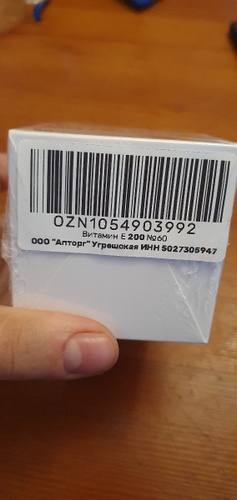 OZN1054903992
Витамин Е 200 №60
ООО "Апторг" Угрешская ИНН 5027305947